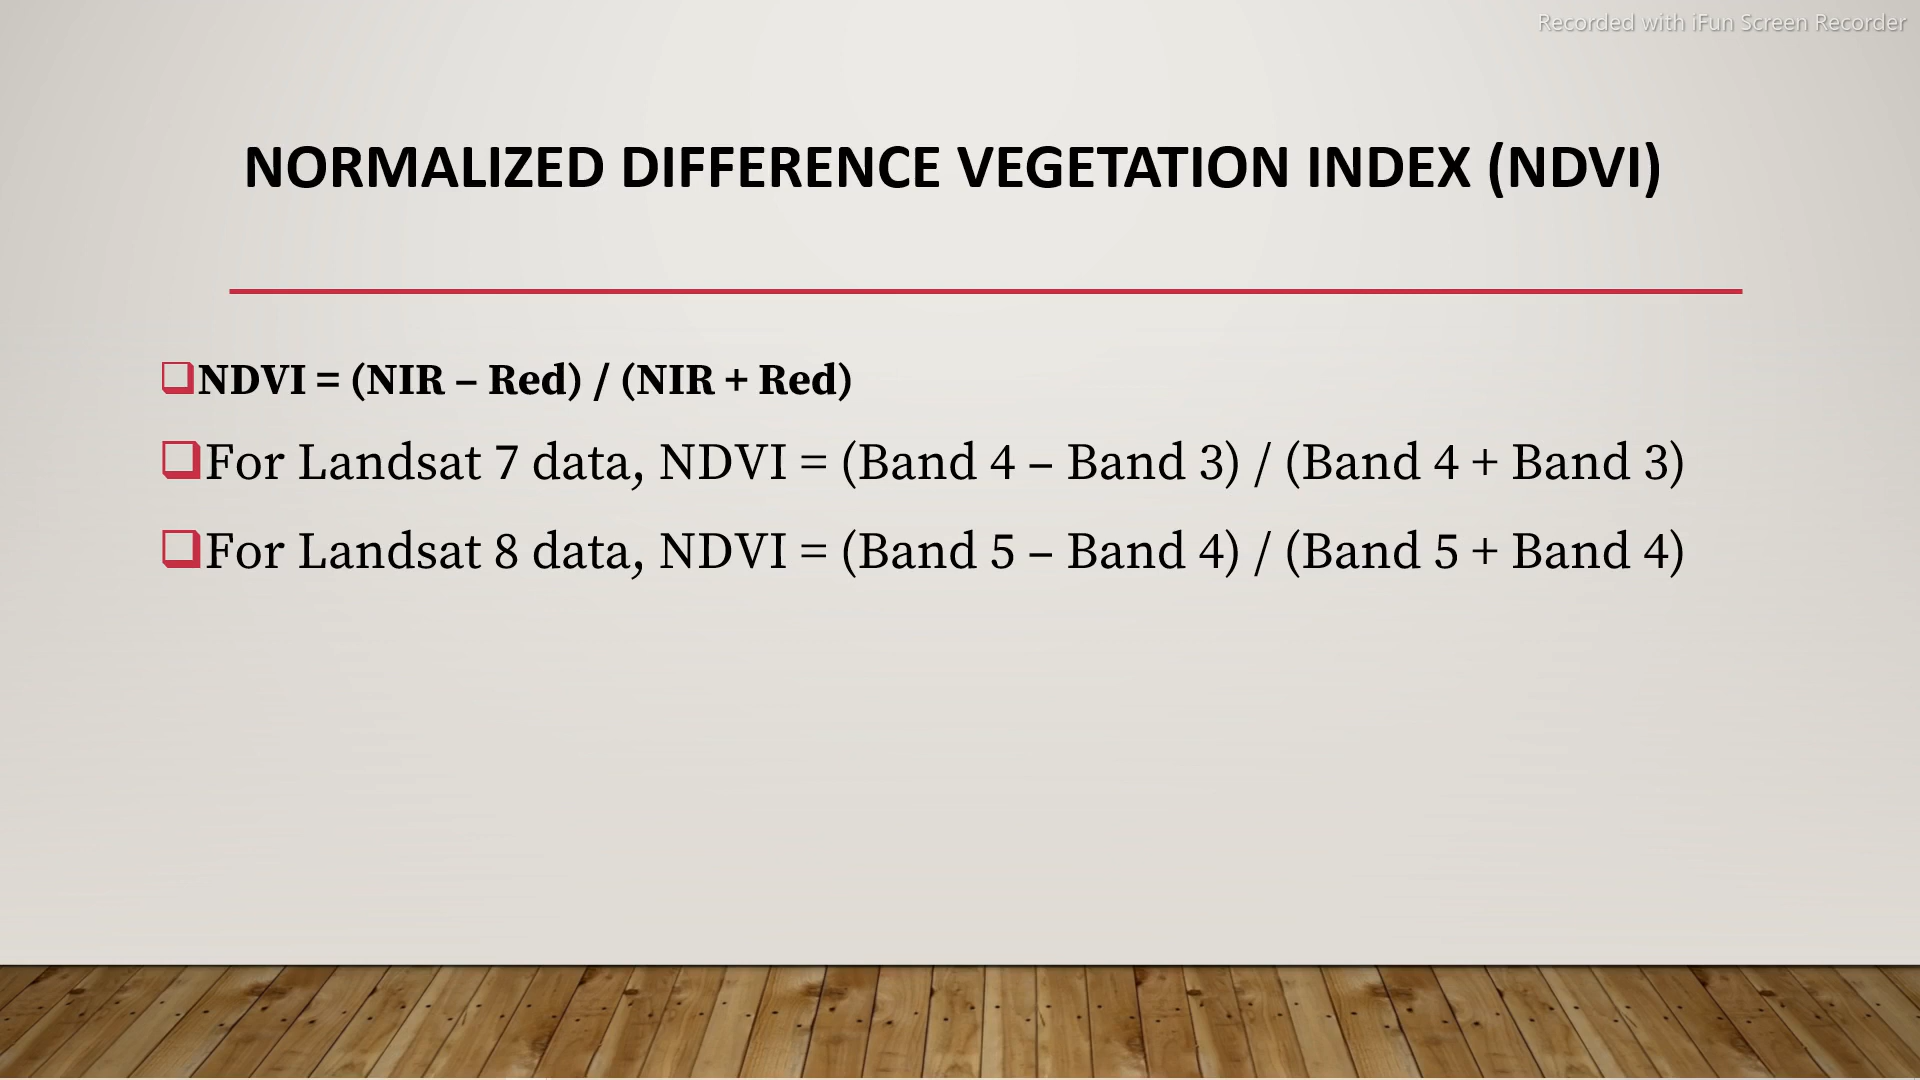 Recorded with iFun Screen Recorder
NORMALIZED DIFFERENCE VEGETATION INDEX (NDVI)
NDVI = (NIR – Red) / (NIR + Red)
For Landsat 7 data, NDVI = (Band 4 – Band 3) / (Band 4 + Band 3)
For Landsat 8 data, NDVI = (Band 5 – Band 4) / (Band 5 + Band 4)